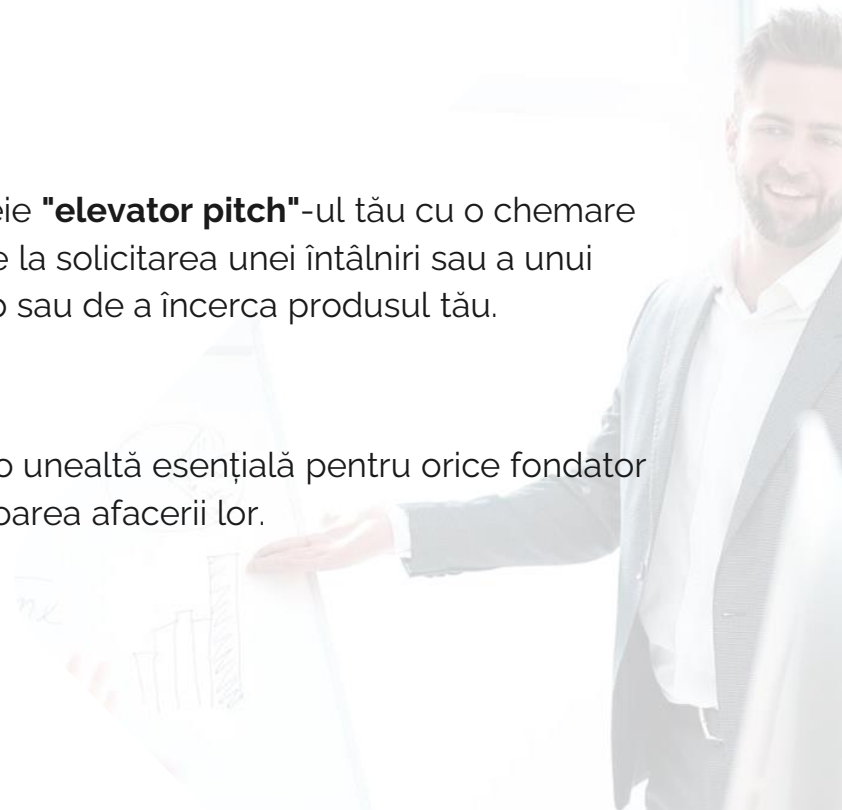 eie "elevator pitch"-ul tău cu o chemare
e la solicitarea unei întâlniri sau a unui
o sau de a încerca produsul tău.
o unealtă esențială pentru orice fondator
oarea afacerii lor.